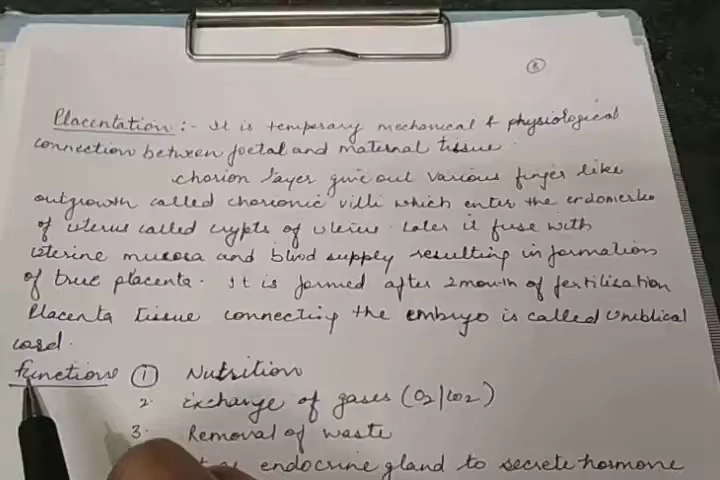 8
Placentation :- It is temperary mechanical & physiological
connection between foetal and maternal tissue.
chorion layer give out various finger like
outgrowth called chorionic villi which enter the endometrio
of uterus called crypts of uterus. Later it fuse with
uterine mucosa and blood supply resulting in formation
of true placenta. It is formed after 2 month of fertilisation
Placenta tissue connecting the embryo is called umblical
cord.
functions ① Nutrition
2. Exchange of gases (O2/CO2)
3. Removal of waste
endocrine gland to secrete hormone